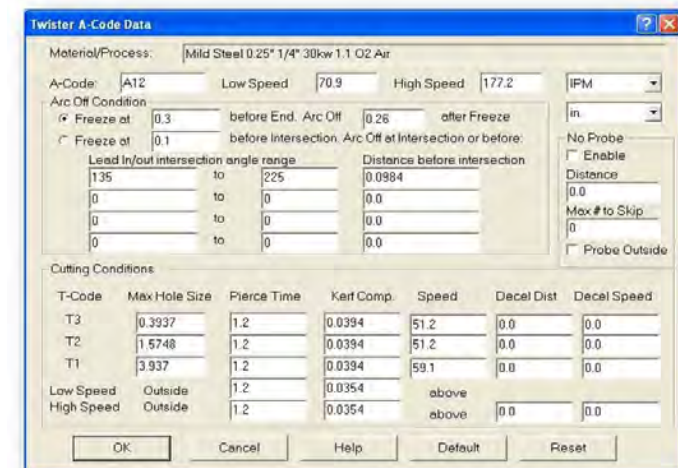 Twister A-Code Data
Material/Process: Mild Steel 0.25" 1/4" 30kw 1.1 O2 Air
A-Code: A12 Low Speed 70.9 High Speed 177.2 IPM
Arc Off Condition
Freeze at 0.3 before End. Arc Off 0.26 after Freeze in.
Freeze at 0.1 before Intersection. Arc Off at Intersection or before:
Lead In/out intersection angle range Distance before intersection
135 to 225 0.0984
0 to 0 0.0
0 to 0 0.0
0 to 0 0.0
No Probe
Enable
Distance
0.0
Max # to Skip
0
Probe Outside
Cutting Conditions
T-Code Max Hole Size Pierce Time Kerf Comp. Speed Decel Dist Decel Speed
T3 0.3937 1.2 0.0394 51.2 0.0 0.0
T2 1.5748 1.2 0.0394 51.2 0.0 0.0
T1 3.937 1.2 0.0394 59.1 0.0 0.0
Low Speed Outside 1.2 0.0354 above
High Speed Outside 1.2 0.0354 above 0.0 0.0
OK Cancel Help Default Reset